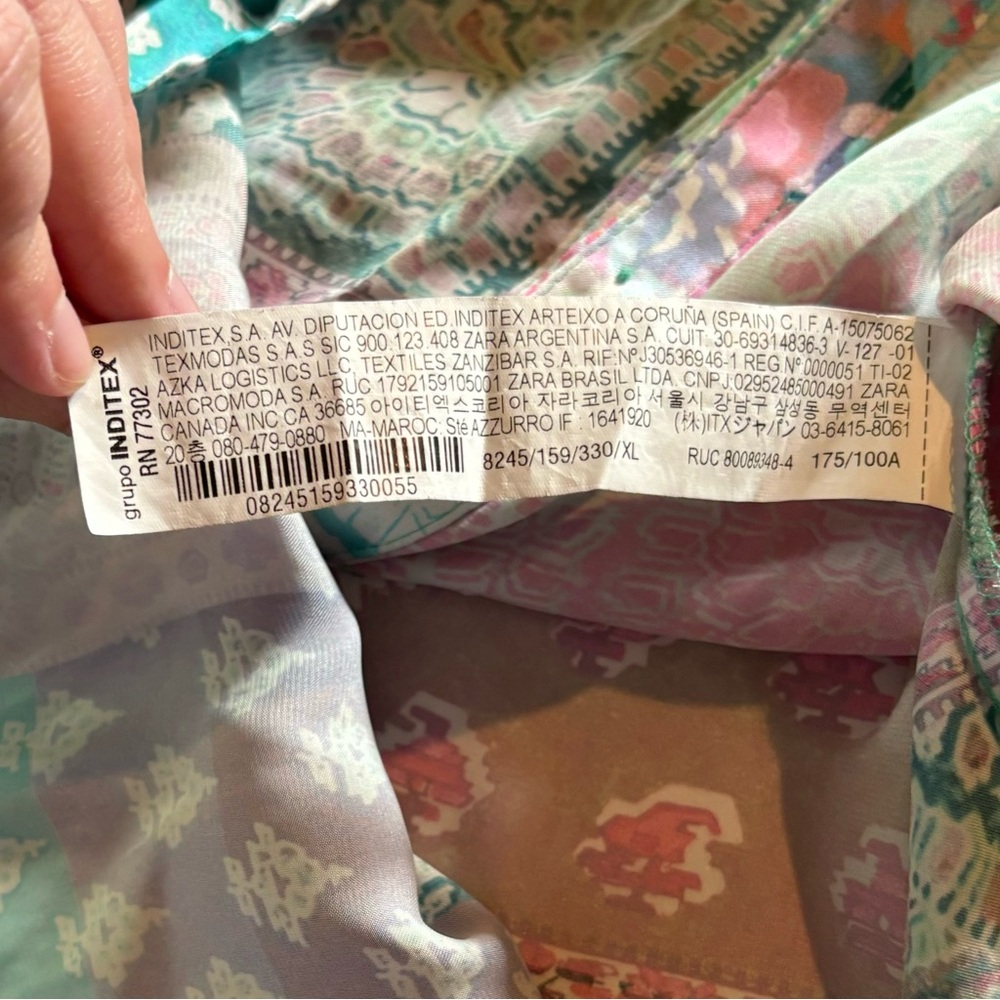 grupo INDITEX®
RN 77302
INDITEX,S.A. AV. DIPUTACION ED.INDITEX ARTEIXO A CORUÑA (SPAIN) C.I.F. A-15075062
TEXMODAS S.A.S SIC 900.123 408 ZARA ARGENTINA S.A. CUIT: 30-69314836-3 V-127 -01
AZKA LOGISTICS LLC TEXTILES ZANZIBAR S.A. RIF:Nº J30536946-1 REG.Nº 0000051 TI-02
MACROMODA S.A. RUC 1792159105001 ZARA BRASIL LTDA. CNPJ:02952485000491 ZARA
CANADA INC CA 36685 아이티엑스코리아 자라코리아 서울시 강남구 삼성동 무역센터
20층 080-479-0880 MA-MAROC. Sté AZZURRO IF : 1641920 (株)ITXジャパン 03-6415-8061
8245/159/330/XL RUC 80089348-4 175/100A
08245159330055